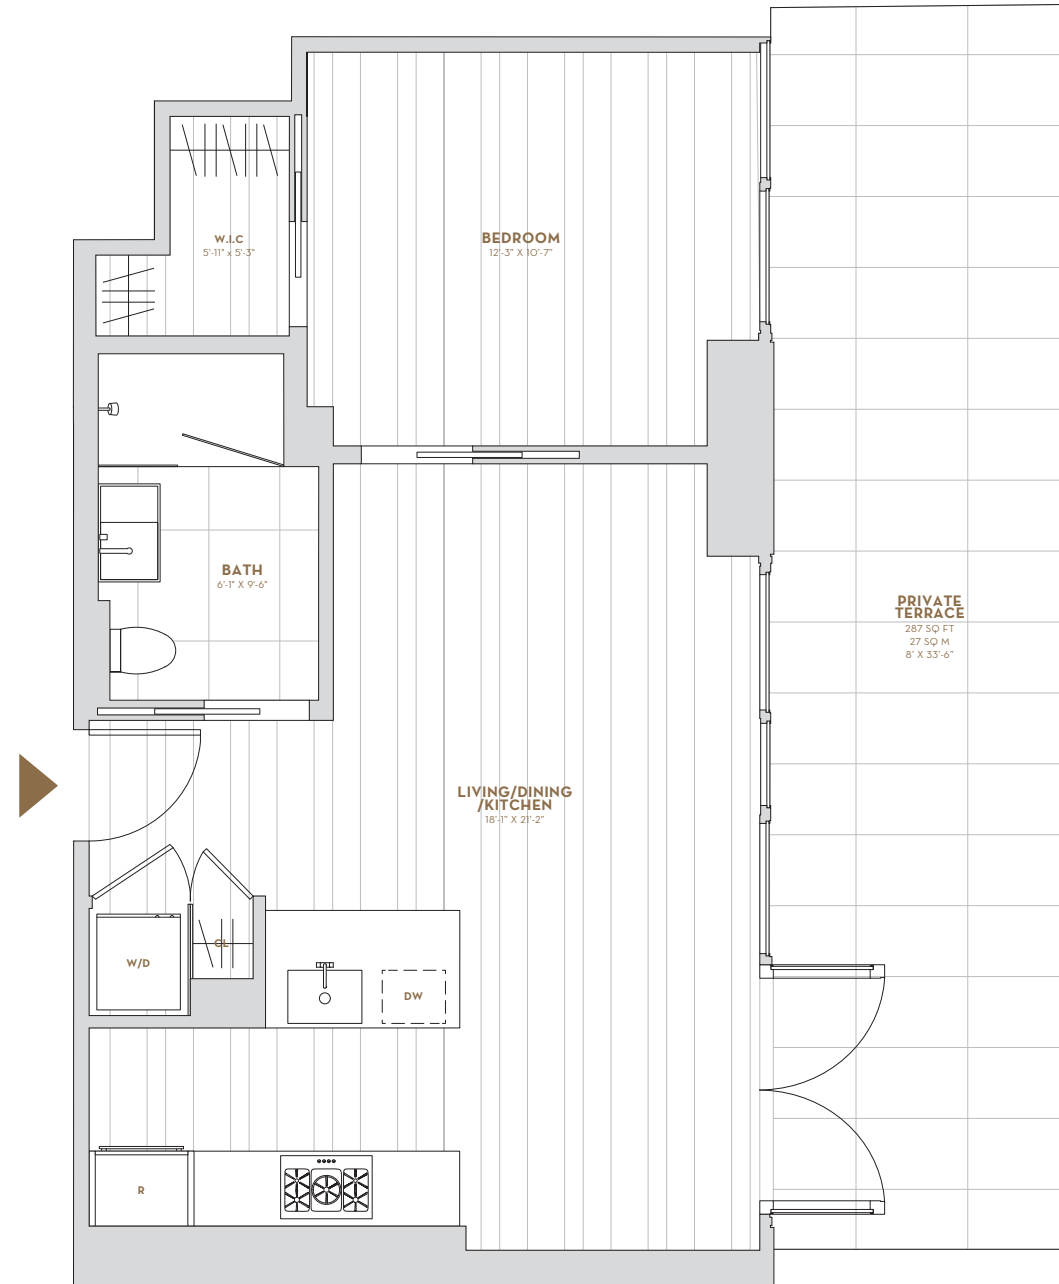 W.I.C
5'-11" x 5'-3"
BEDROOM
12'-3" X 10'-7"
BATH
6'-1" X 9'-6"
PRIVATE
TERRACE
287 SQ FT
27 SQ M
8' X 33'-6"
LIVING/DINING
/KITCHEN
18'-1" X 21'-2"
CL
W/D
DW
R